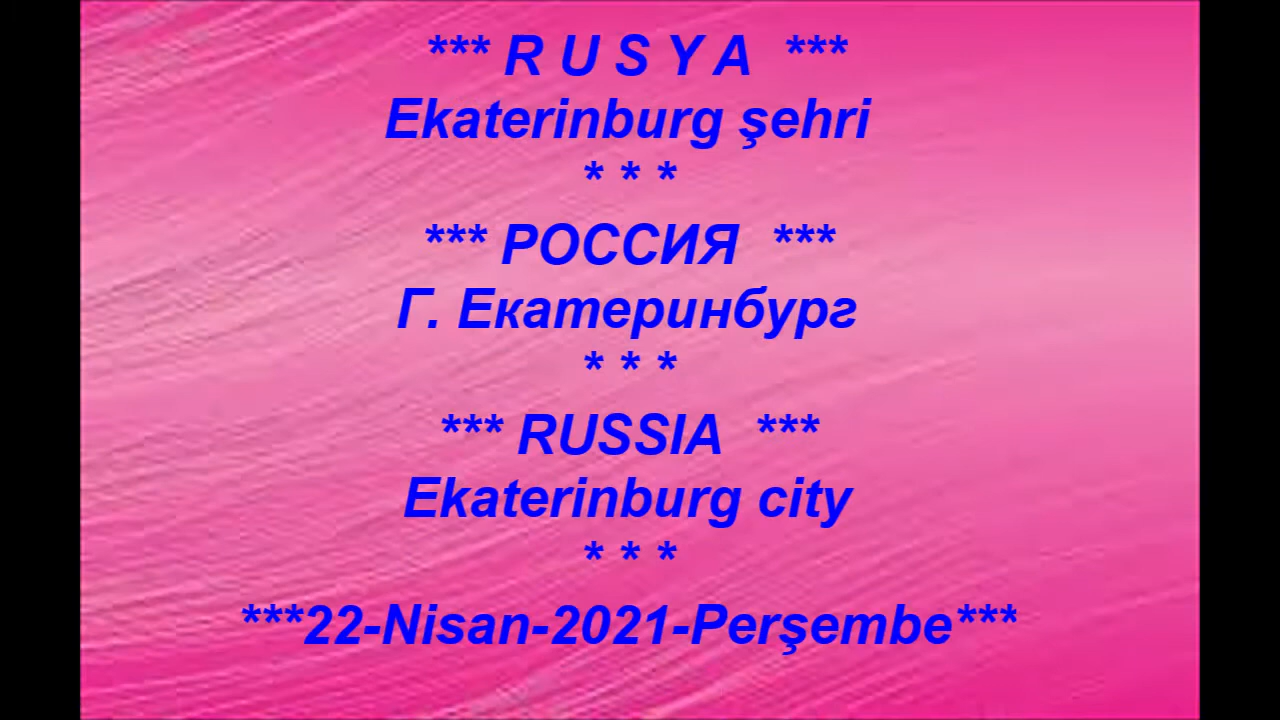 *** R U S Y A ***
Ekaterinburg şehri
* * *
*** РОССИЯ ***
Г. Екатеринбург
* * *
*** RUSSIA ***
Ekaterinburg city
* * *
***22-Nisan-2021-Perşembe***